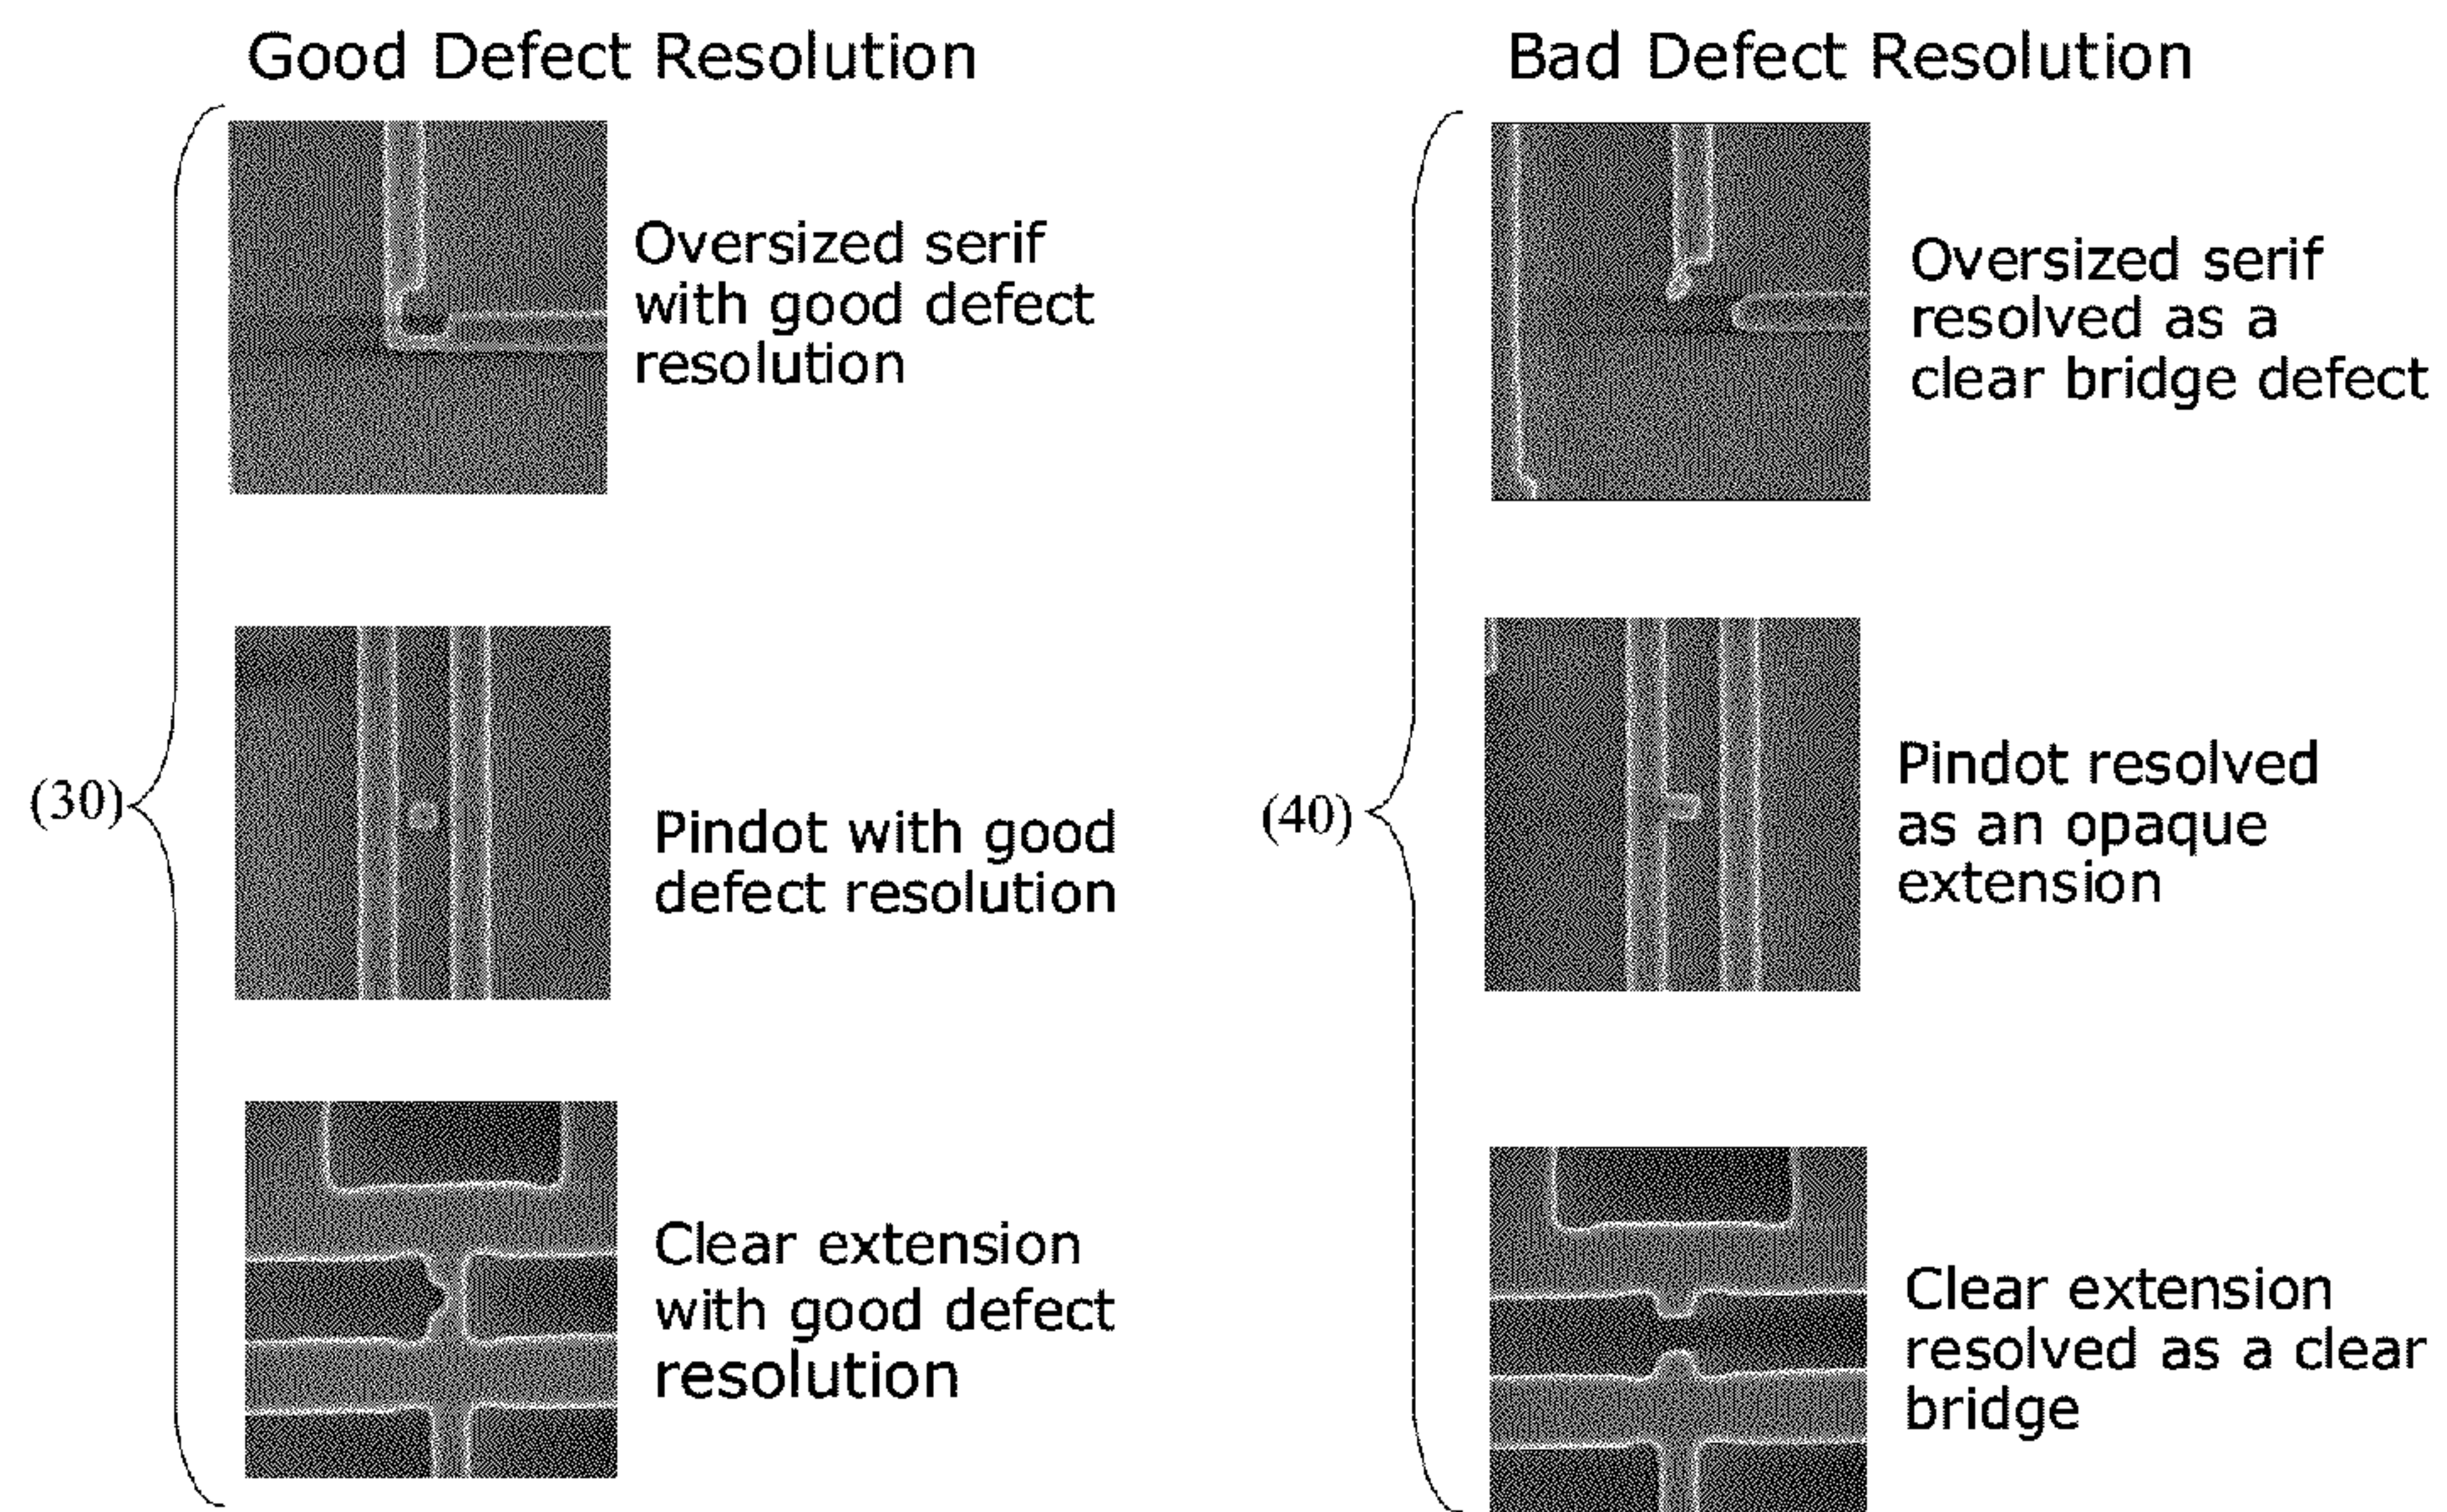 Good Defect Resolution
Oversized serif
with good defect
resolution
(30)
Pindot with good
defect resolution
Clear extension
with good defect
resolution
Bad Defect Resolution
Oversized serif
resolved as a
clear bridge defect
(40)
Pindot resolved
as an opaque
extension
Clear extension
resolved as a clear
bridge